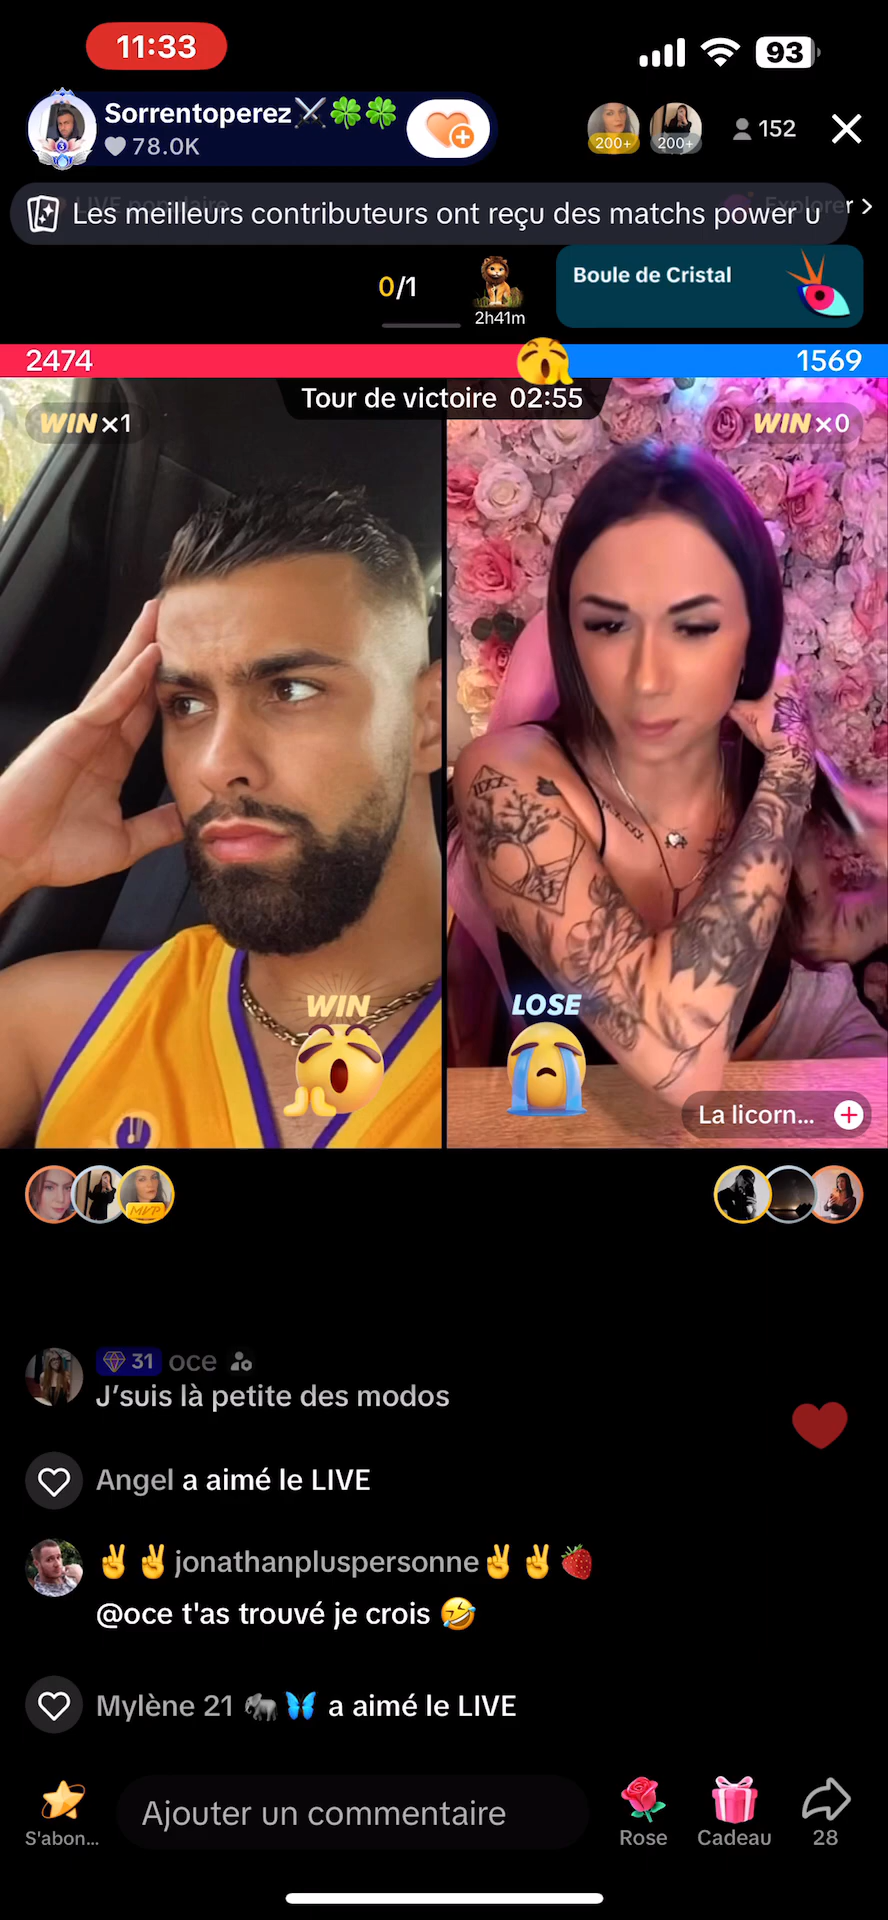 11:33
93
Sorrentoperez⚔️🍀🍀
78.0K
200+
200+
152
Les meilleurs contributeurs ont reçu des matchs power u
0/1
2h41m
Boule de Cristal
2474
1569
Tour de victoire 02:55
WIN x1
WIN x0
WIN
LOSE
La licorn...
MVP
31 oce
J'suis là petite des modos
Angel a aimé le LIVE
✌️✌️jonathanpluspersonne✌️✌️🍓
@oce t'as trouvé je crois 🤣
Mylène 21 🐘🦋 a aimé le LIVE
S'abon...
Ajouter un commentaire
Rose
Cadeau
28